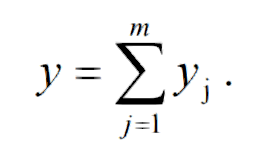 y = \sum_{j=1}^{m} y_j .